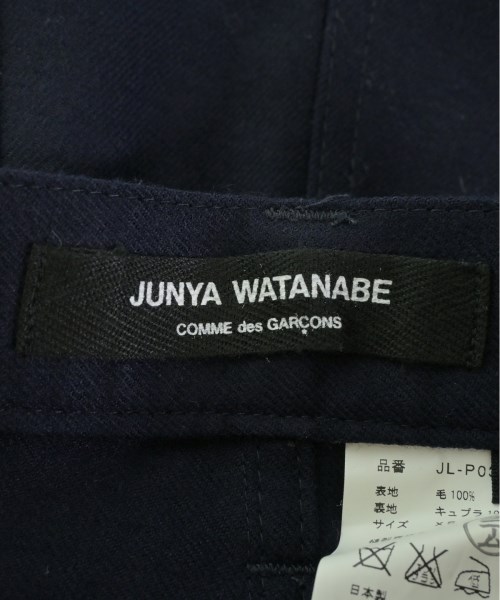 JUNYA WATANABE
COMME des GARÇONS
品番 JL-P0
表地 毛 100%
裏地 キュプラ
サイズ
日本製